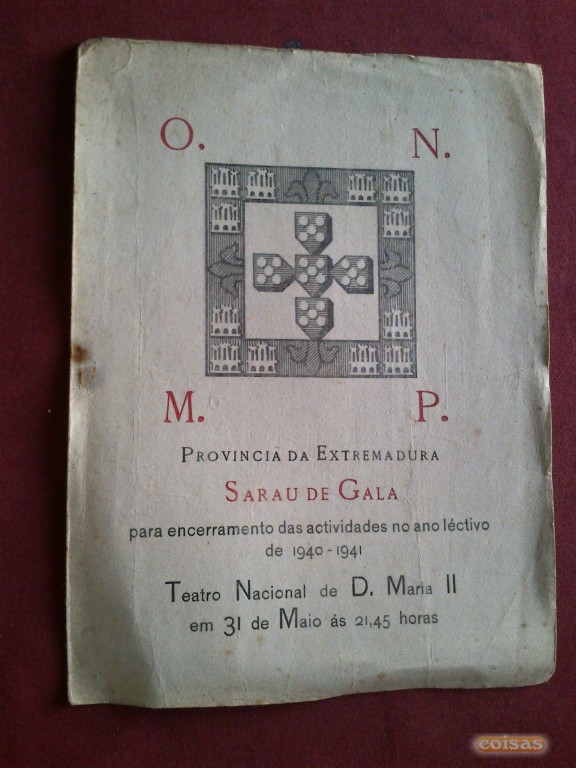 O. N.
M. P.
PROVINCIA DA EXTREMADURA
SARAU DE GALA
para encerramento das actividades no ano léctivo
de 1940-1941
Teatro Nacional de D. Maria II
em 31 de Maio ás 21,45 horas
coisas